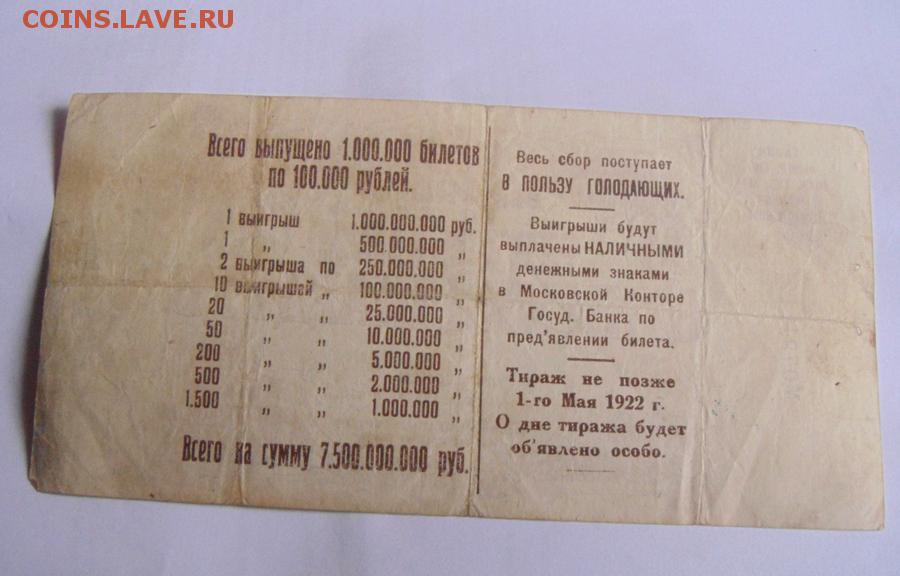 COINS.LAVE.RU
Всего выпущено 1.000.000 билетов
по 100.000 рублей.
1 выигрыш 1.000.000.000 руб.
1 „ 500.000.000 „
2 выигрыша по 250.000.000 „
10 выигрышей „ 100.000.000 „
20 „ „ 25.000.000 „
50 „ „ 10.000.000 „
200 „ „ 5.000.000 „
500 „ „ 2.000.000 „
1.500 „ „ 1.000.000 „
Всего на сумму 7.500.000.000 руб.
Весь сбор поступает
В ПОЛЬЗУ ГОЛОДАЮЩИХ.
Выигрыши будут
выплачены НАЛИЧНЫМИ
денежными знаками
в Московской Конторе
Госуд. Банка по
пред'явлении билета.
Тираж не позже
1-го Мая 1922 г.
О дне тиража будет
об'явлено особо.